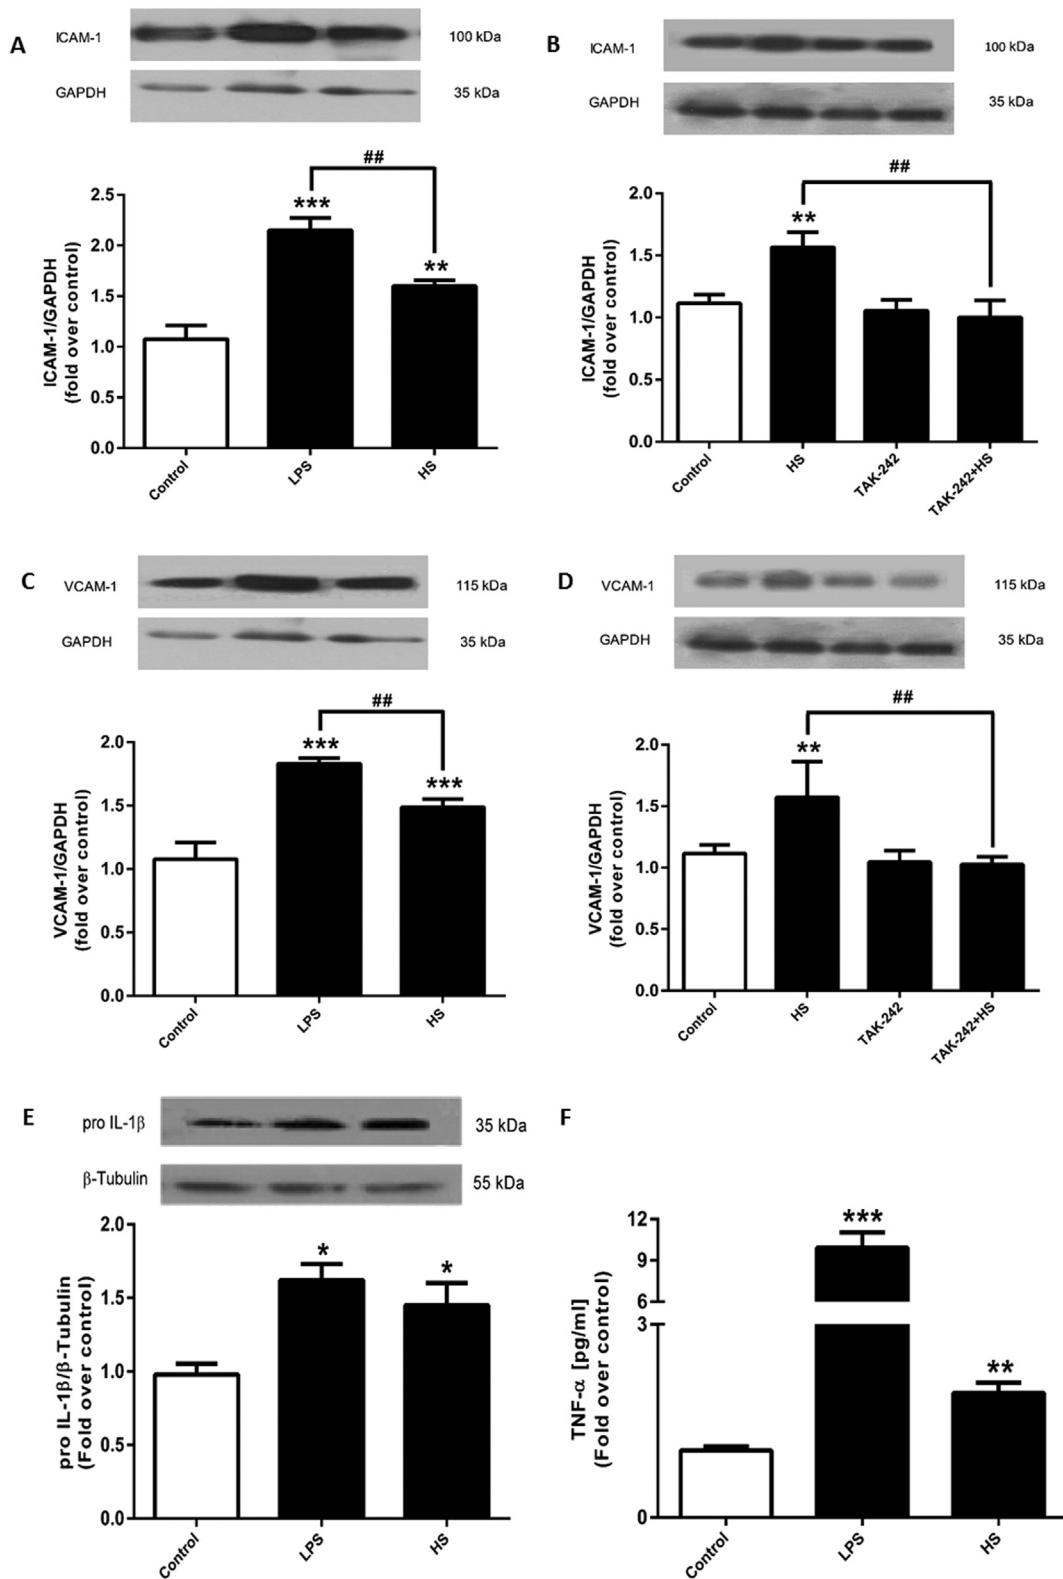 A
ICAM-1
100 kDa
GAPDH
35 kDa
##
***
**
2.5
2.0
1.5
1.0
0.5
0.0
ICAM-1/GAPDH
(fold over control)
Control
LPS
HS
B
ICAM-1
100 kDa
GAPDH
35 kDa
##
**
2.0
1.5
1.0
0.5
0.0
ICAM-1/GAPDH
(fold over control)
Control
HS
TAK-242
TAK-242+HS
C
VCAM-1
115 kDa
GAPDH
35 kDa
##
***
***
2.0
1.5
1.0
0.5
0.0
VCAM-1/GAPDH
(fold over control)
Control
LPS
HS
D
VCAM-1
115 kDa
GAPDH
35 kDa
##
**
2.0
1.5
1.0
0.5
0.0
VCAM-1/GAPDH
(fold over control)
Control
HS
TAK-242
TAK-242+HS
E
pro IL-1β
35 kDa
β-Tubulin
55 kDa
*
*
2.0
1.5
1.0
0.5
0.0
pro IL-1β/β-Tubulin
(Fold over control)
Control
LPS
HS
F
***
**
12
9
6
3
0
TNF-α [pg/ml]
(Fold over control)
Control
LPS
HS